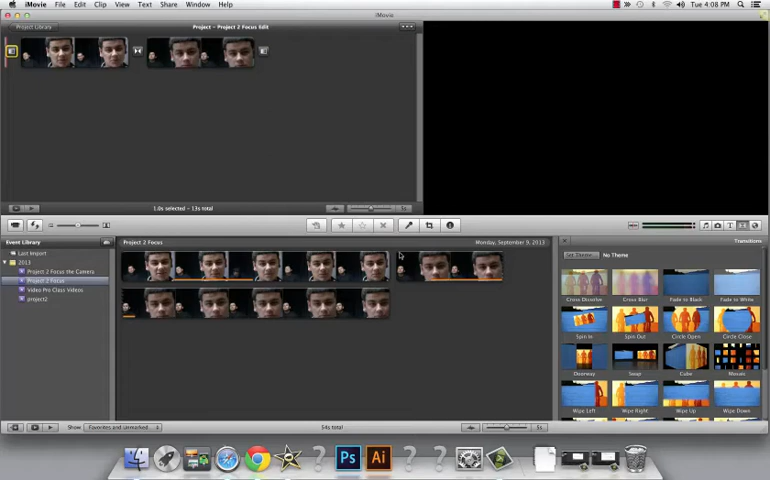 iMovie File Edit Clip View Text Share Window Help
Tue 4:08 PM
iMovie
Project Library
Project - Project 2 Focus Edit
1.0s selected - 13s total
5s
Event Library
Project 2 Focus
Monday, September 9, 2013
Transitions
Last Import
2013
Project 2 Focus the Camera
Project 2 Focus
Video Pro Class Videos
project2
Set Theme...
No Theme
Cross Dissolve
Cross Blur
Fade to Black
Fade to White
Spin In
Spin Out
Circle Open
Circle Close
Doorway
Swap
Cube
Mosaic
Wipe Left
Wipe Right
Wipe Up
Wipe Down
Show
Favorites and Unmarked
54s total
5s
Ps
Ai